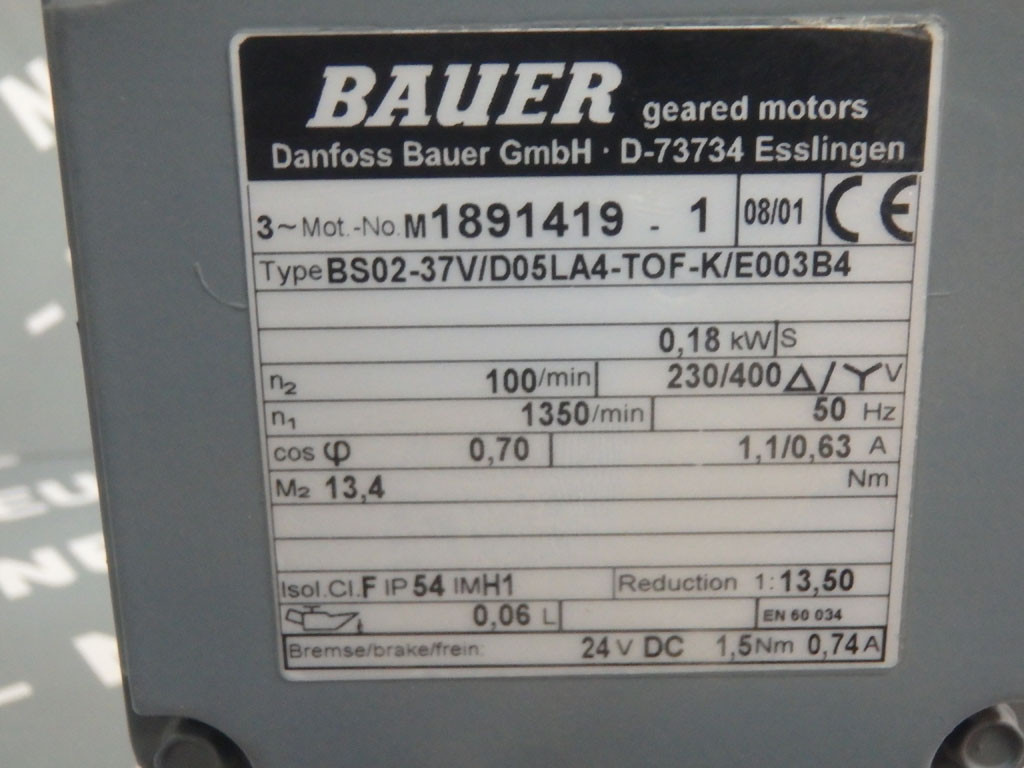 BAUER geared motors
Danfoss Bauer GmbH · D-73734 Esslingen
3~Mot.-No. M1891419 - 1 08/01 CE
Type BS02-37V/D05LA4-TOF-K/E003B4
0,18 kW S
n₂ 100/min 230/400 Δ/Y V
n₁ 1350/min 50 Hz
cos φ 0,70 1,1/0,63 A
M₂ 13,4 Nm
Isol.Cl.F IP 54 IMH1 Reduction 1:13,50
0,06 L EN 60 034
Bremse/brake/frein: 24 V DC 1,5Nm 0,74A